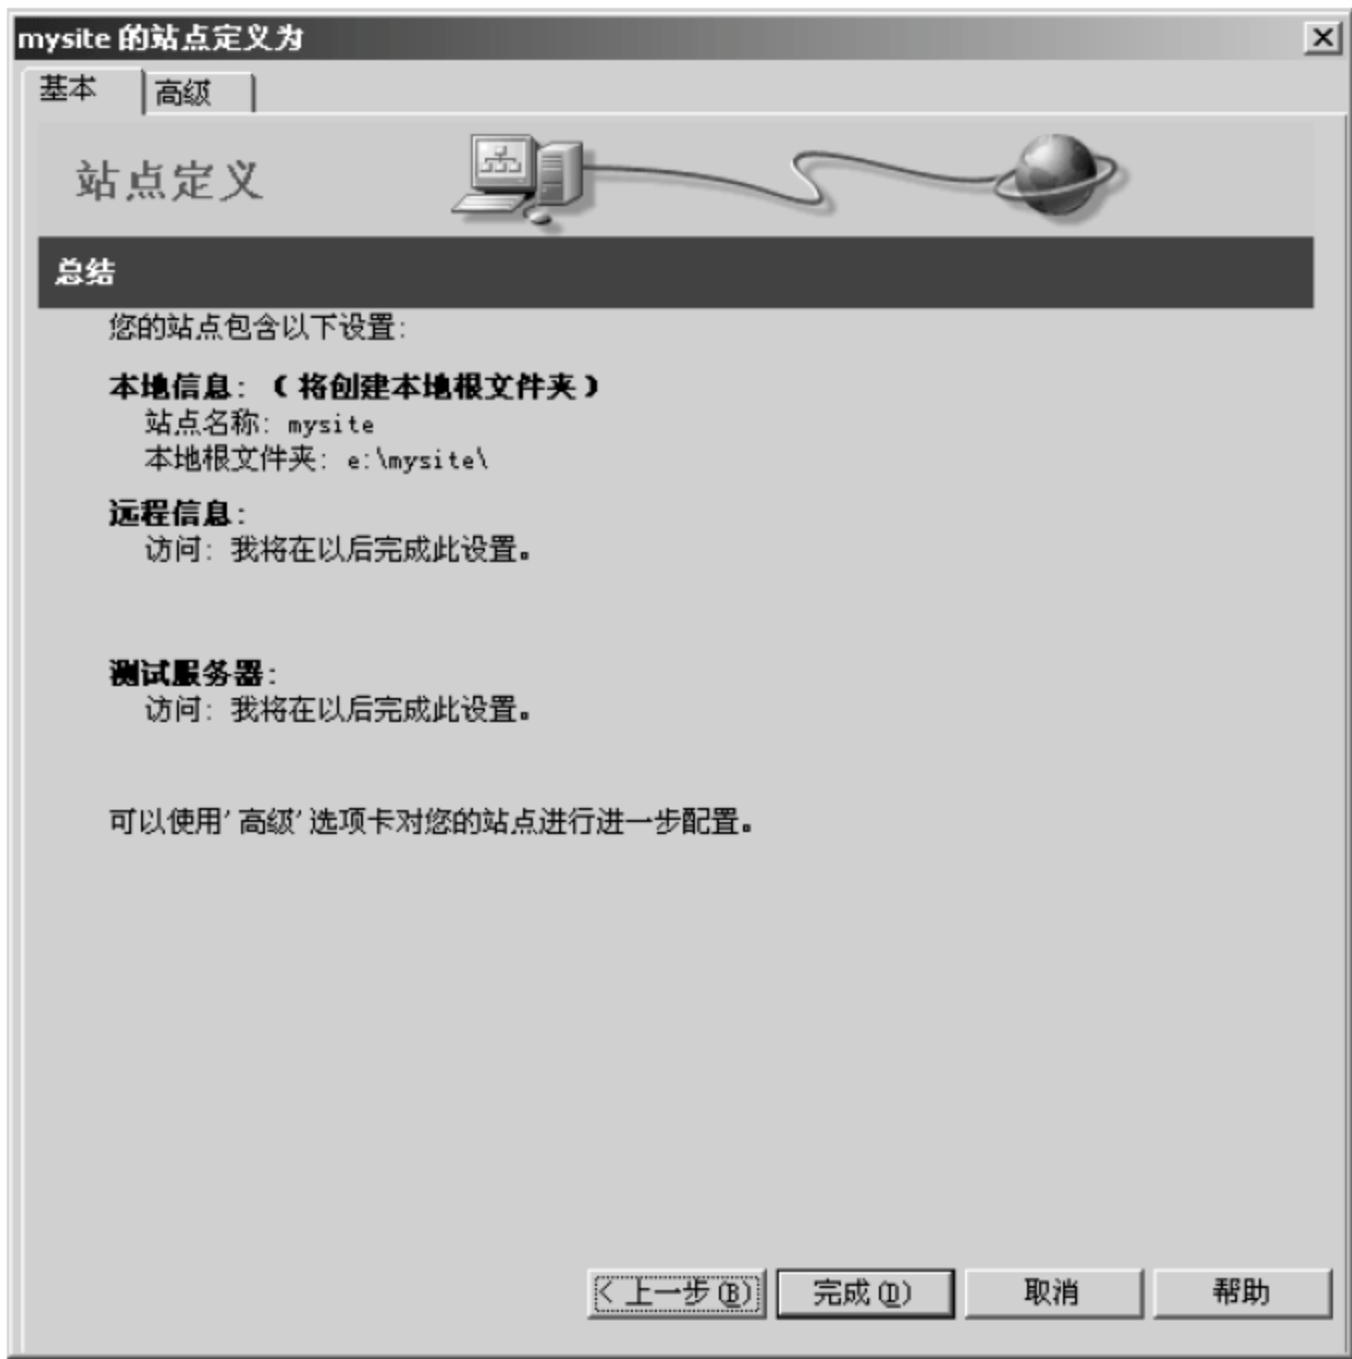 mysite 的站点定义为
基本 高级
站点定义
总结
您的站点包含以下设置:
本地信息:（将创建本地根文件夹）
站点名称: mysite
本地根文件夹: e:\mysite\
远程信息:
访问: 我将在以后完成此设置。
测试服务器:
访问: 我将在以后完成此设置。
可以使用'高级'选项卡对您的站点进行进一步配置。
< 上一步(B) 完成(D) 取消 帮助